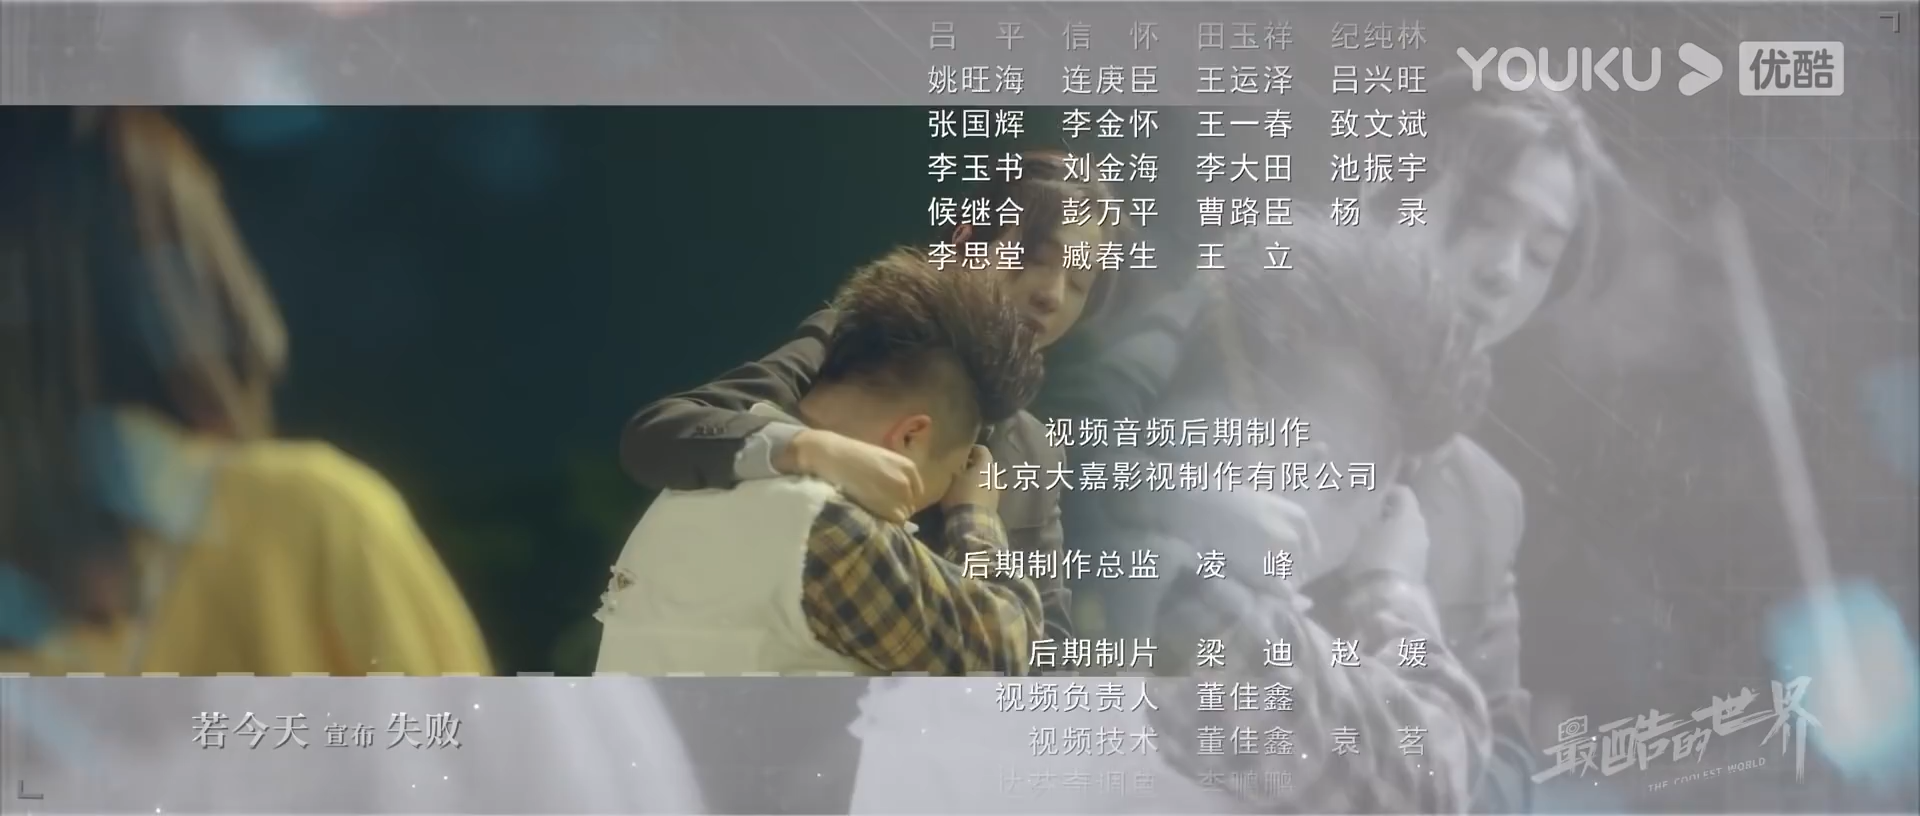 吕 平 信 怀 田玉祥 纪纯林
YOUKU 优酷
姚旺海 连庚臣 王运泽 吕兴旺
张国辉 李金怀 王一春 致文斌
李玉书 刘金海 李大田 池振宇
候继合 彭万平 曹路臣 杨 录
李思堂 臧春生 王 立
视频音频后期制作
北京大嘉影视制作有限公司
后期制作总监 凌 峰
后期制片 梁 迪 赵 媛
视频负责人 董佳鑫
视频技术 董佳鑫 袁 茗
李鹏鹏
若今天 宣布 失败
最酷的世界
THE COOLEST WORLD